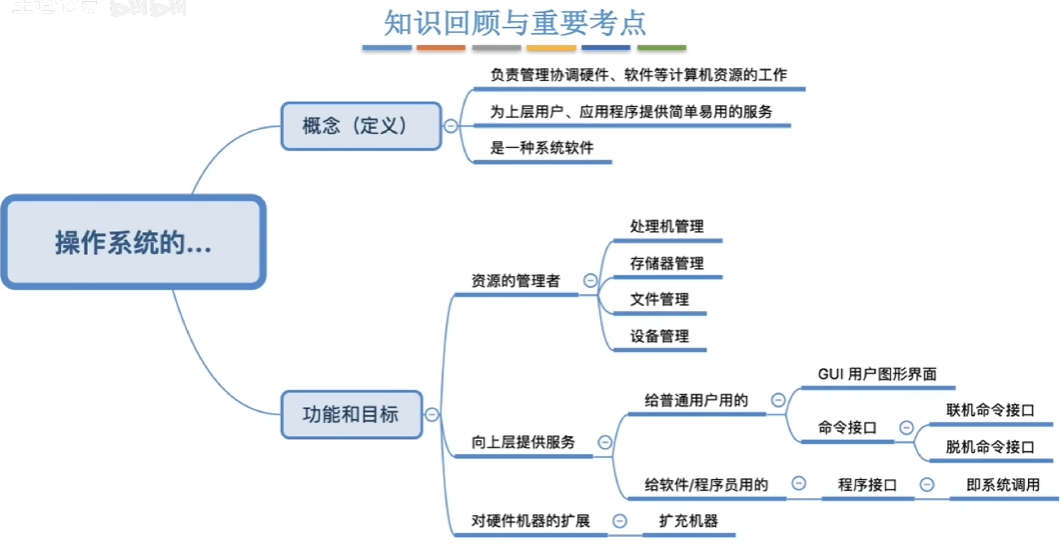 bilibili
知识回顾与重要考点
负责管理协调硬件、软件等计算机资源的工作
概念（定义）
为上层用户、应用程序提供简单易用的服务
是一种系统软件
操作系统的...
处理机管理
资源的管理者
存储器管理
文件管理
设备管理
功能和目标
向上层提供服务
给普通用户用的
GUI 用户图形界面
命令接口
联机命令接口
脱机命令接口
给软件/程序员用的
程序接口
即系统调用
对硬件机器的扩展
扩充机器